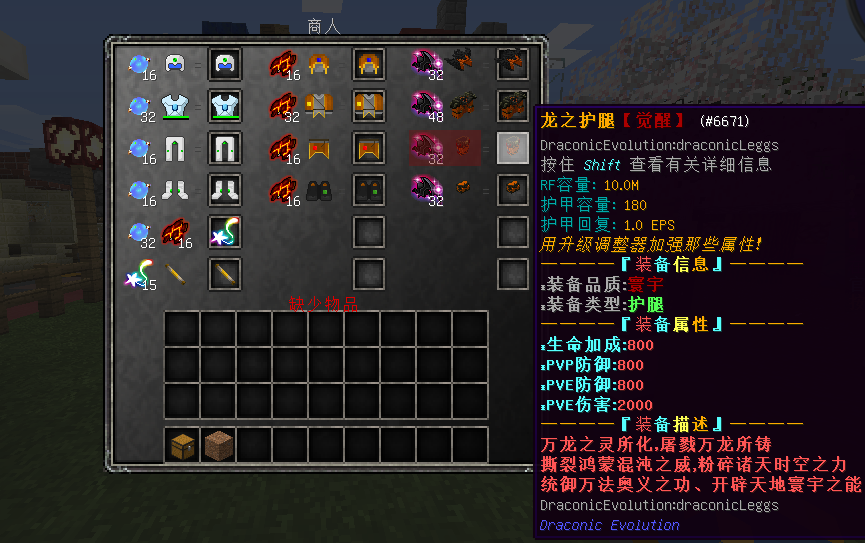 商人
16 16 32
32 32 48
16 16 32
16 16 32
32 16
15
缺少物品
龙之护腿【觉醒】 (#6671)
DraconicEvolution:draconicLeggs
按住 Shift 查看有关详细信息
RF容量: 10.0M
护甲容量: 180
护甲回复: 1.0 EPS
用升级调整器加强那些属性!
————『装备信息』————
装备品质:寰宇
装备类型:护腿
————『装备属性』————
生命加成:800
PVP防御:800
PVE防御:800
PVE伤害:2000
————『装备描述』————
万龙之灵所化,屠戮万龙所铸
撕裂鸿蒙混沌之威,粉碎诸天时空之力
统御万法奥义之功、开辟天地寰宇之能
DraconicEvolution:draconicLeggs
Draconic Evolution